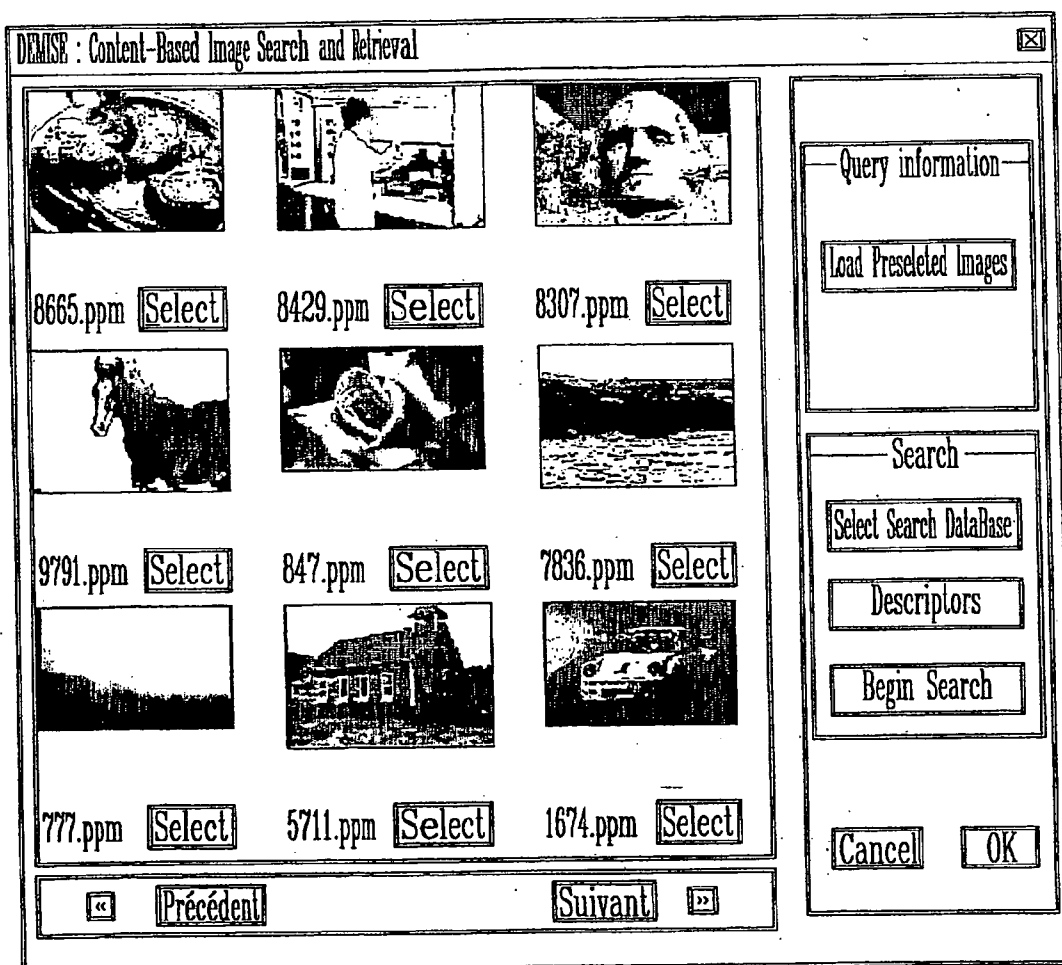 DEMISE : Content-Based Image Search and Retrieval
8665.ppm Select 8429.ppm Select 8307.ppm Select
9791.ppm Select 847.ppm Select 7836.ppm Select
777.ppm Select 5711.ppm Select 1674.ppm Select
« Précédent Suivant »
Query information
Load Preseleted Images
Search
Select Search DataBase
Descriptors
Begin Search
Cancel OK